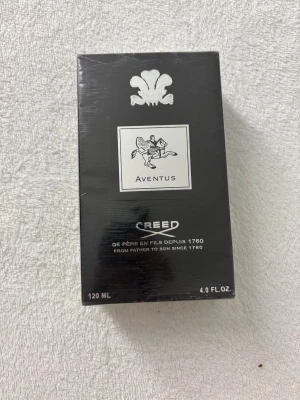 AVENTUS
CREED
DE PÈRE EN FILS DEPUIS 1760
FROM FATHER TO SON SINCE 1760
120 ML 4.0 FL.OZ.